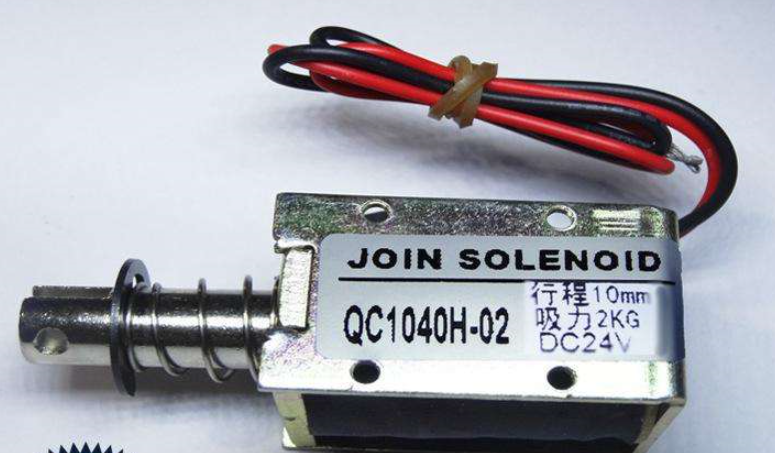 JOIN SOLENOID
QC1040H-02
行程10mm
吸力2KG
DC24V